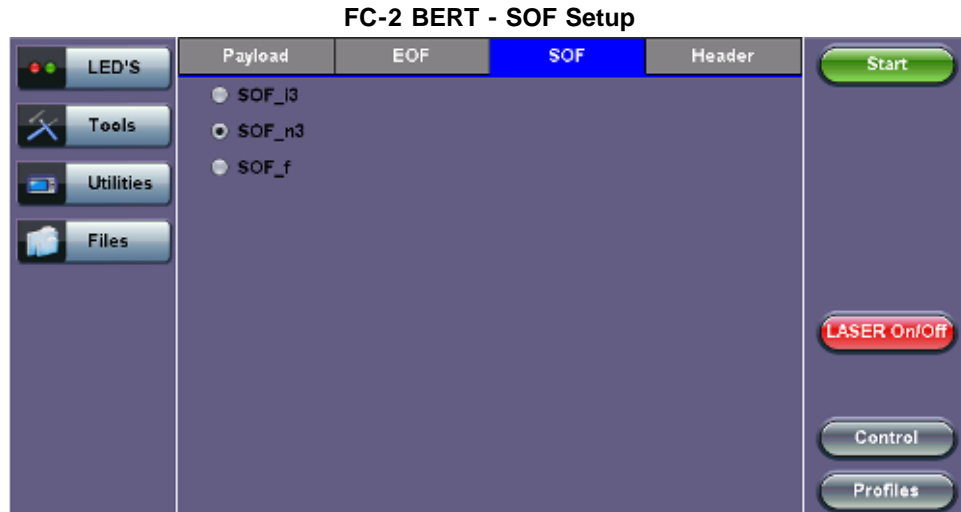 FC-2 BERT - SOF Setup
LED'S
Tools
Utilities
Files
Payload EOF SOF Header
SOF_i3
SOF_n3
SOF_f
Start
LASER On/Off
Control
Profiles